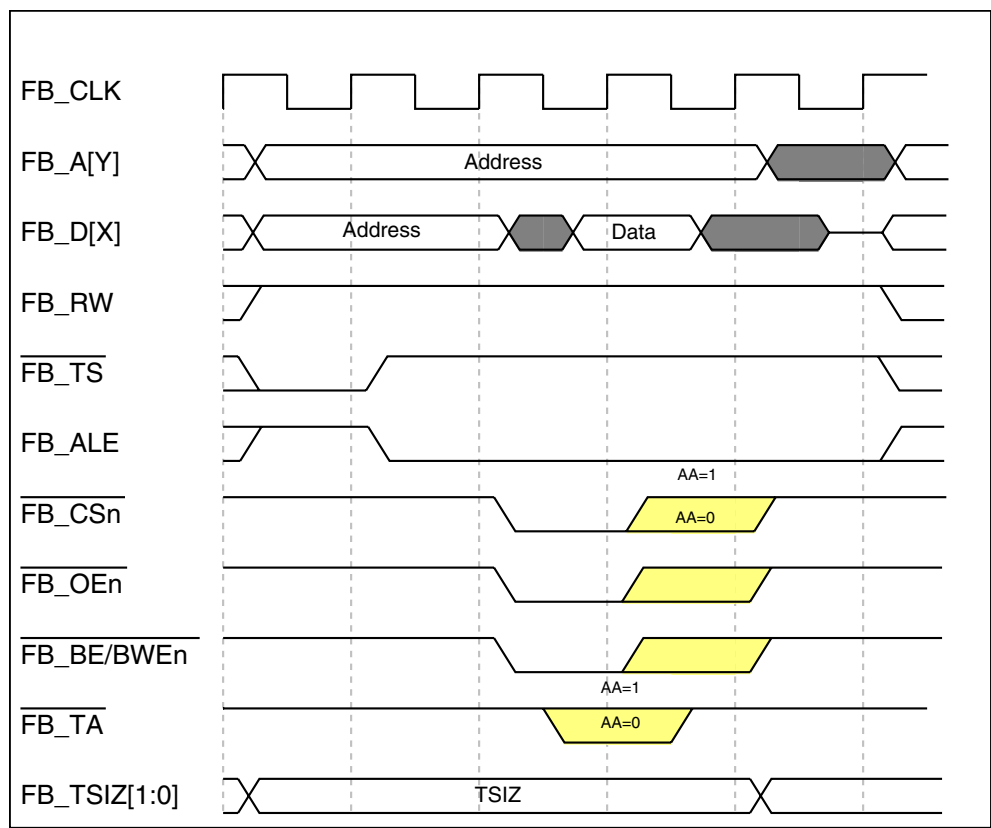 FB_CLK
FB_A[Y] Address
FB_D[X] Address Data
FB_RW
FB_TS
FB_ALE
AA=1
FB_CSn AA=0
FB_OEn
FB_BE/BWEn
AA=1
FB_TA AA=0
FB_TSIZ[1:0] TSIZ